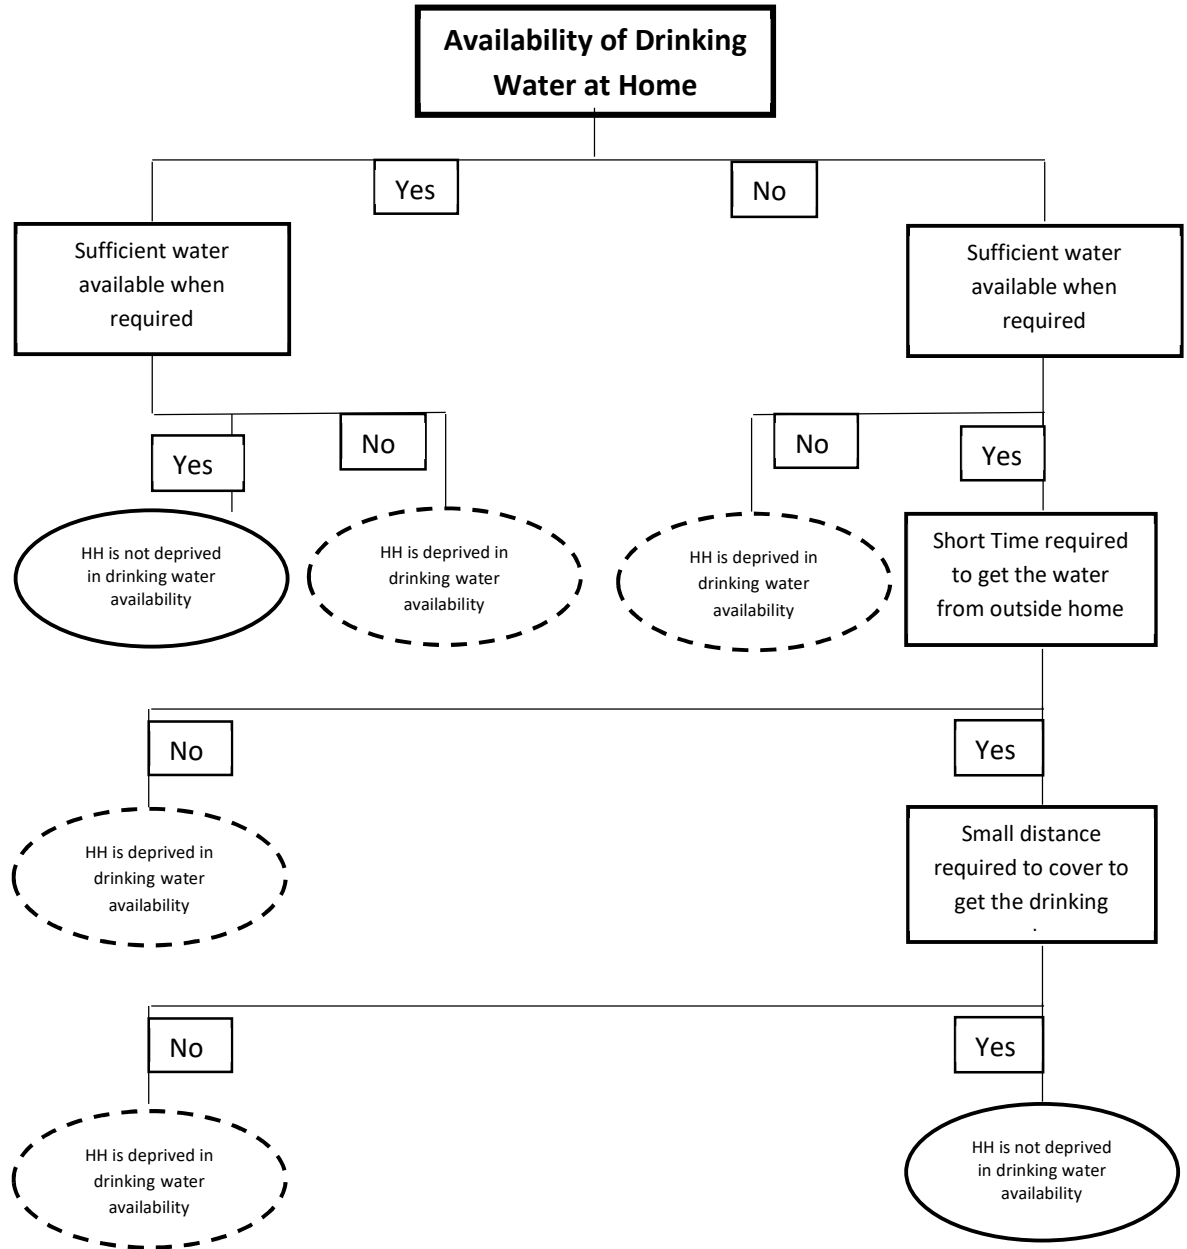 Availability of Drinking
Water at Home
Yes
No
Sufficient water
available when
required
Sufficient water
available when
required
Yes
No
No
Yes
HH is not deprived
in drinking water
availability
HH is deprived in
drinking water
availability
HH is deprived in
drinking water
availability
Short Time required
to get the water
from outside home
No
Yes
HH is deprived in
drinking water
availability
Small distance
required to cover to
get the drinking
No
Yes
HH is deprived in
drinking water
availability
HH is not deprived
in drinking water
availability